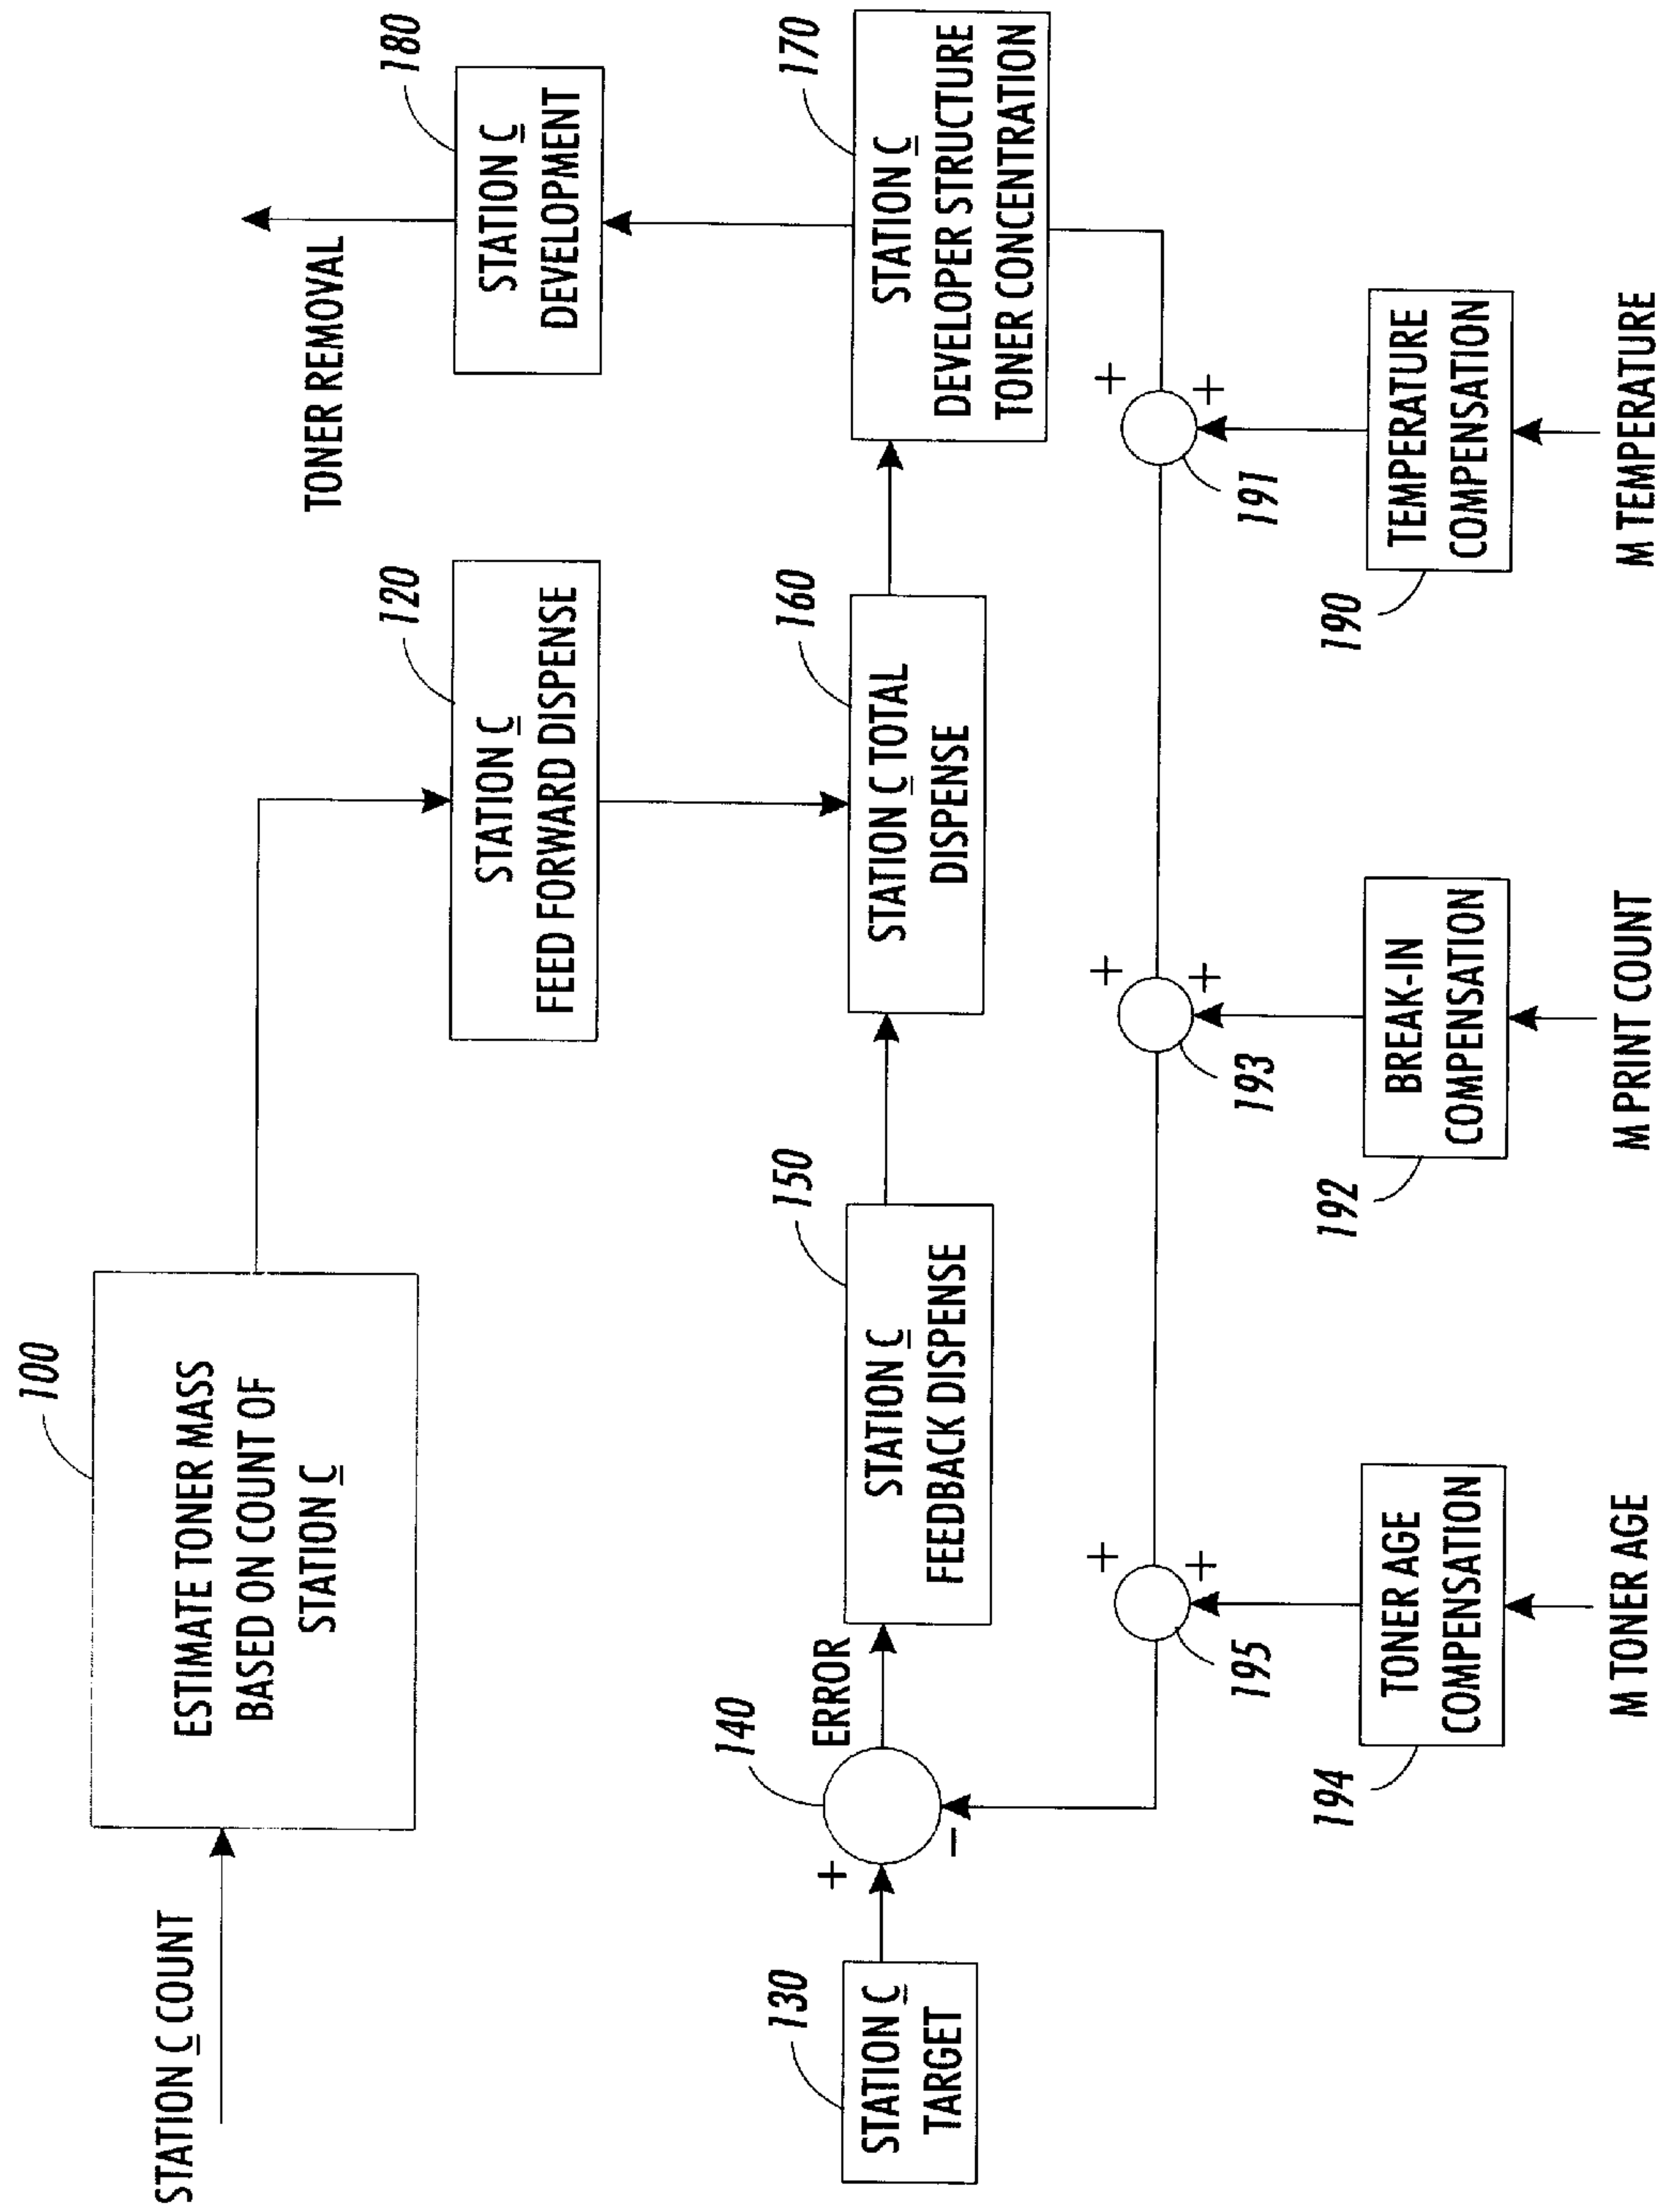 STATION C COUNT
100
ESTIMATE TONER MASS
BASED ON COUNT OF
STATION C
120
STATION C
FEED FORWARD DISPENSE
TONER REMOVAL
180
STATION C
DEVELOPMENT
130
STATION C
TARGET
140
+
-
ERROR
150
STATION C
FEEDBACK DISPENSE
160
STATION C TOTAL
DISPENSE
170
STATION C
DEVELOPER STRUCTURE
TONER CONCENTRATION
+
+
195
+
+
193
+
+
191
194
TONER AGE
COMPENSATION
M TONER AGE
192
BREAK-IN
COMPENSATION
M PRINT COUNT
190
TEMPERATURE
COMPENSATION
M TEMPERATURE